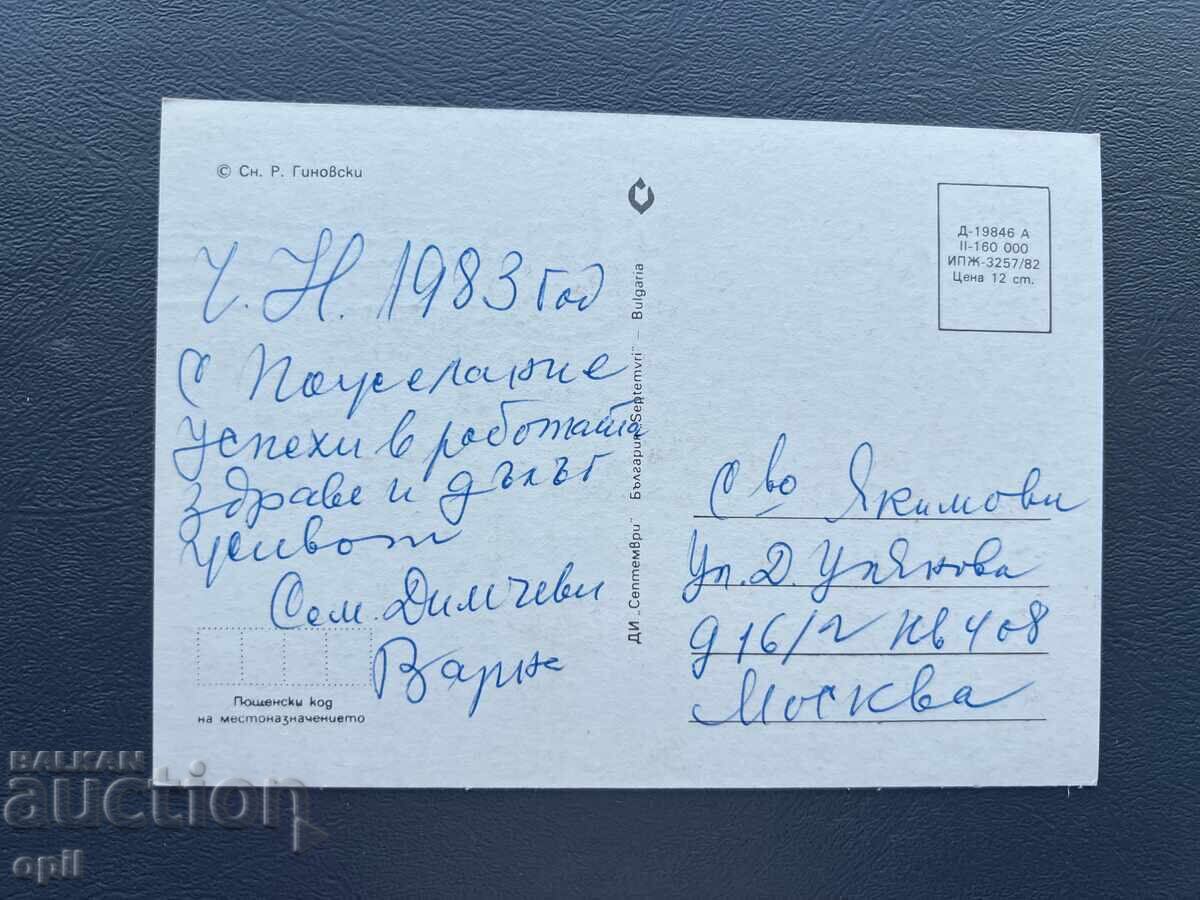 © Сн. Р. Гиновски
Ч. Н. 1983 год
С Пожелание
успехи в работата
здраве и дълъг
живот
Сем. Димчеви
Варна
Пощенски код
на местоназначението
ДИ „Септември" България „Septemvri" – Bulgaria
Д-19846 А
II-160 000
ИПЖ-3257/82
Цена 12 ст.
С-во Якимови
Ул. Д. Улянова
д 16/2 кв 408
Москва
BALKAN
auction
opil